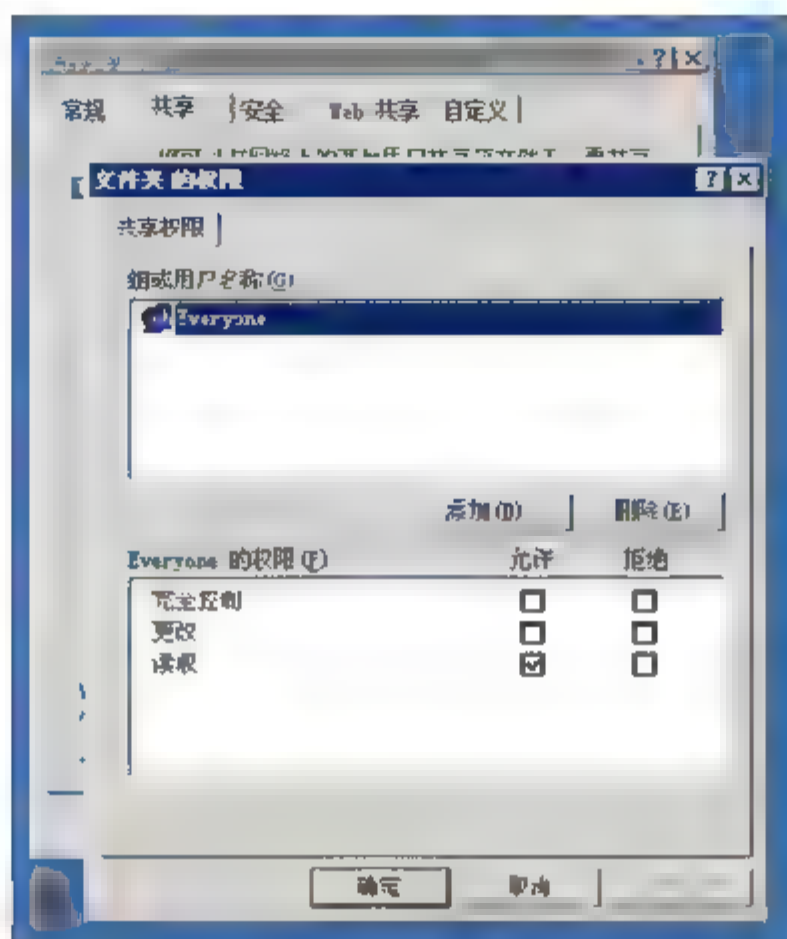 常规 共享 安全 Web 共享 自定义
文件夹 的权限
共享权限
组或用户名称(G)
Everyone
添加(D) 删除(E)
Everyone 的权限(P) 允许 拒绝
完全控制
更改
读取
确定 取消